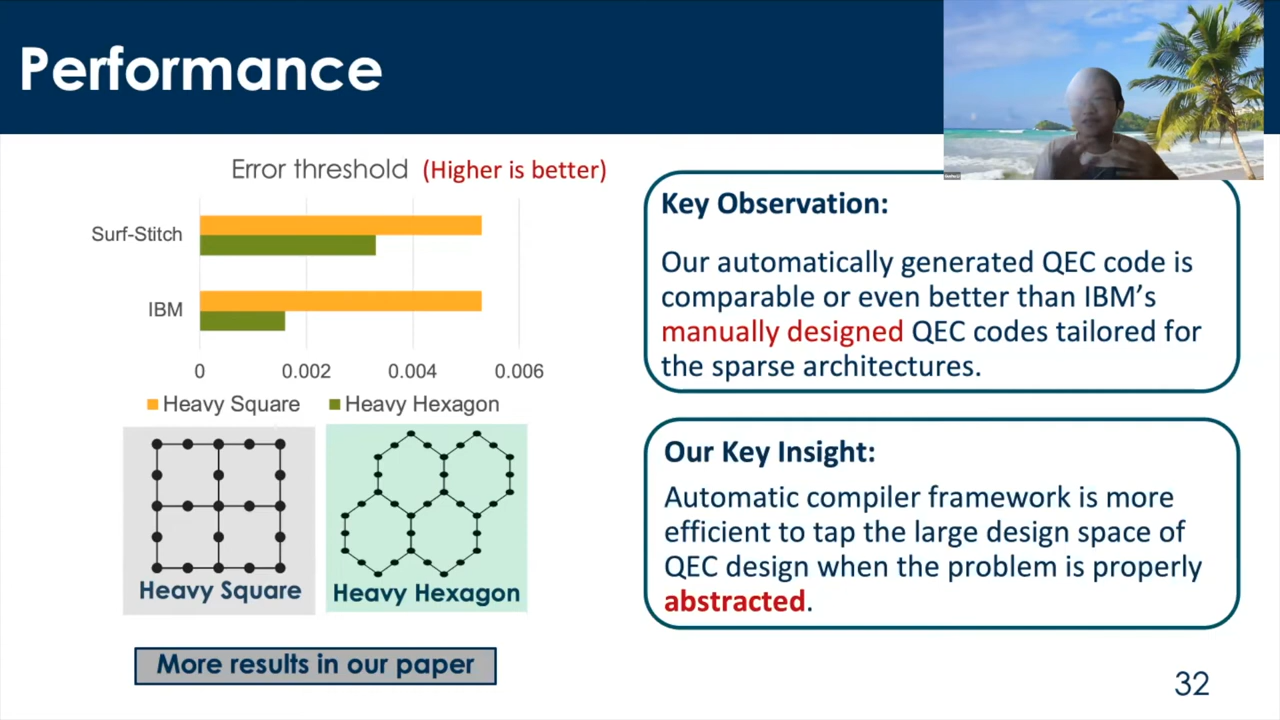 Performance
Error threshold (Higher is better)
Surf-Stitch
IBM
0 0.002 0.004 0.006
Heavy Square Heavy Hexagon
Heavy Square
Heavy Hexagon
More results in our paper
Key Observation:
Our automatically generated QEC code is
comparable or even better than IBM’s
manually designed QEC codes tailored for
the sparse architectures.
Our Key Insight:
Automatic compiler framework is more
efficient to tap the large design space of
QEC design when the problem is properly
abstracted.
32